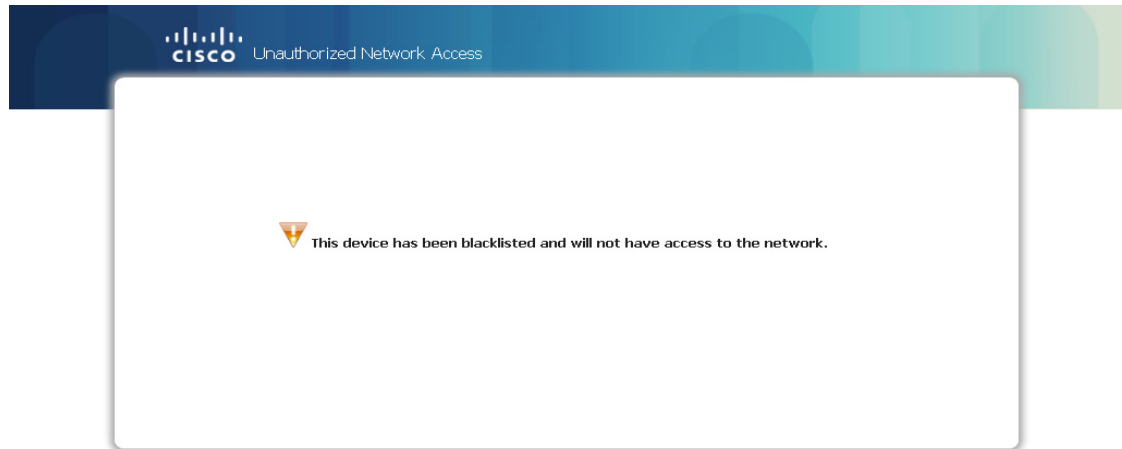 CISCO Unauthorized Network Access
This device has been blacklisted and will not have access to the network.